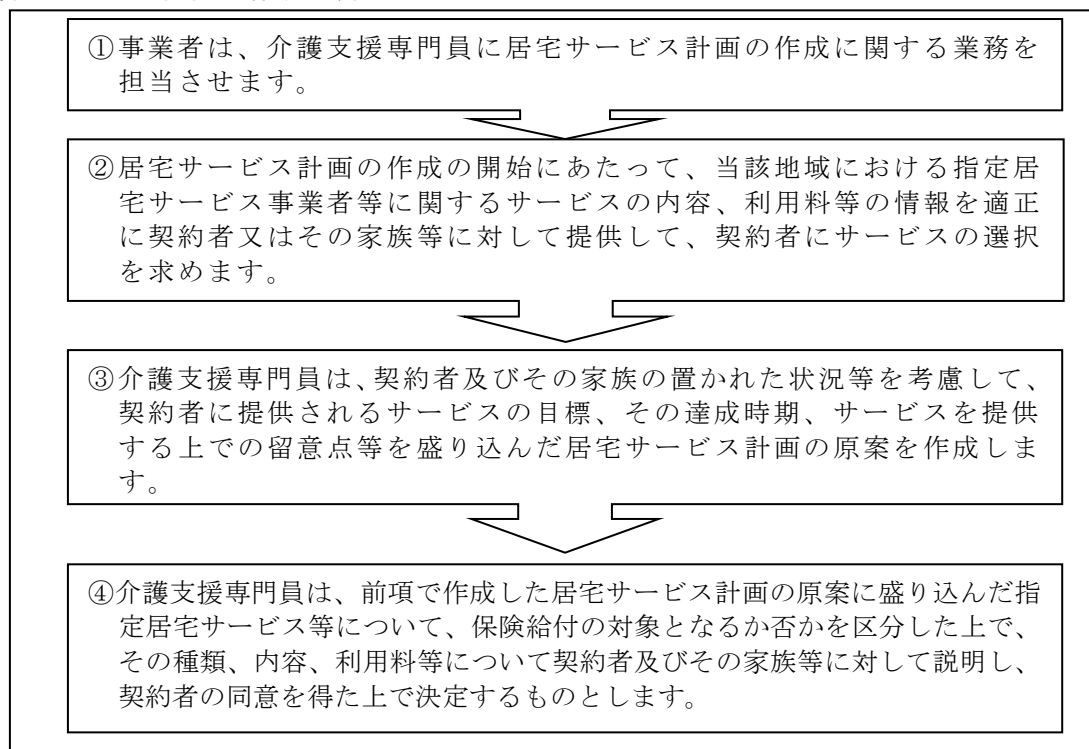 ①事業者は、介護支援専門員に居宅サービス計画の作成に関する業務を
担当させます。
②居宅サービス計画の作成の開始にあたって、当該地域における指定居
宅サービス事業者等に関するサービスの内容、利用料等の情報を適正
に契約者又はその家族等に対して提供して、契約者にサービスの選択
を求めます。
③介護支援専門員は、契約者及びその家族の置かれた状況等を考慮して、
契約者に提供されるサービスの目標、その達成時期、サービスを提供
する上での留意点等を盛り込んだ居宅サービス計画の原案を作成しま
す。
④介護支援専門員は、前項で作成した居宅サービス計画の原案に盛り込んだ指
定居宅サービス等について、保険給付の対象となるか否かを区分した上で、
その種類、内容、利用料等について契約者及びその家族等に対して説明し、
契約者の同意を得た上で決定するものとします。